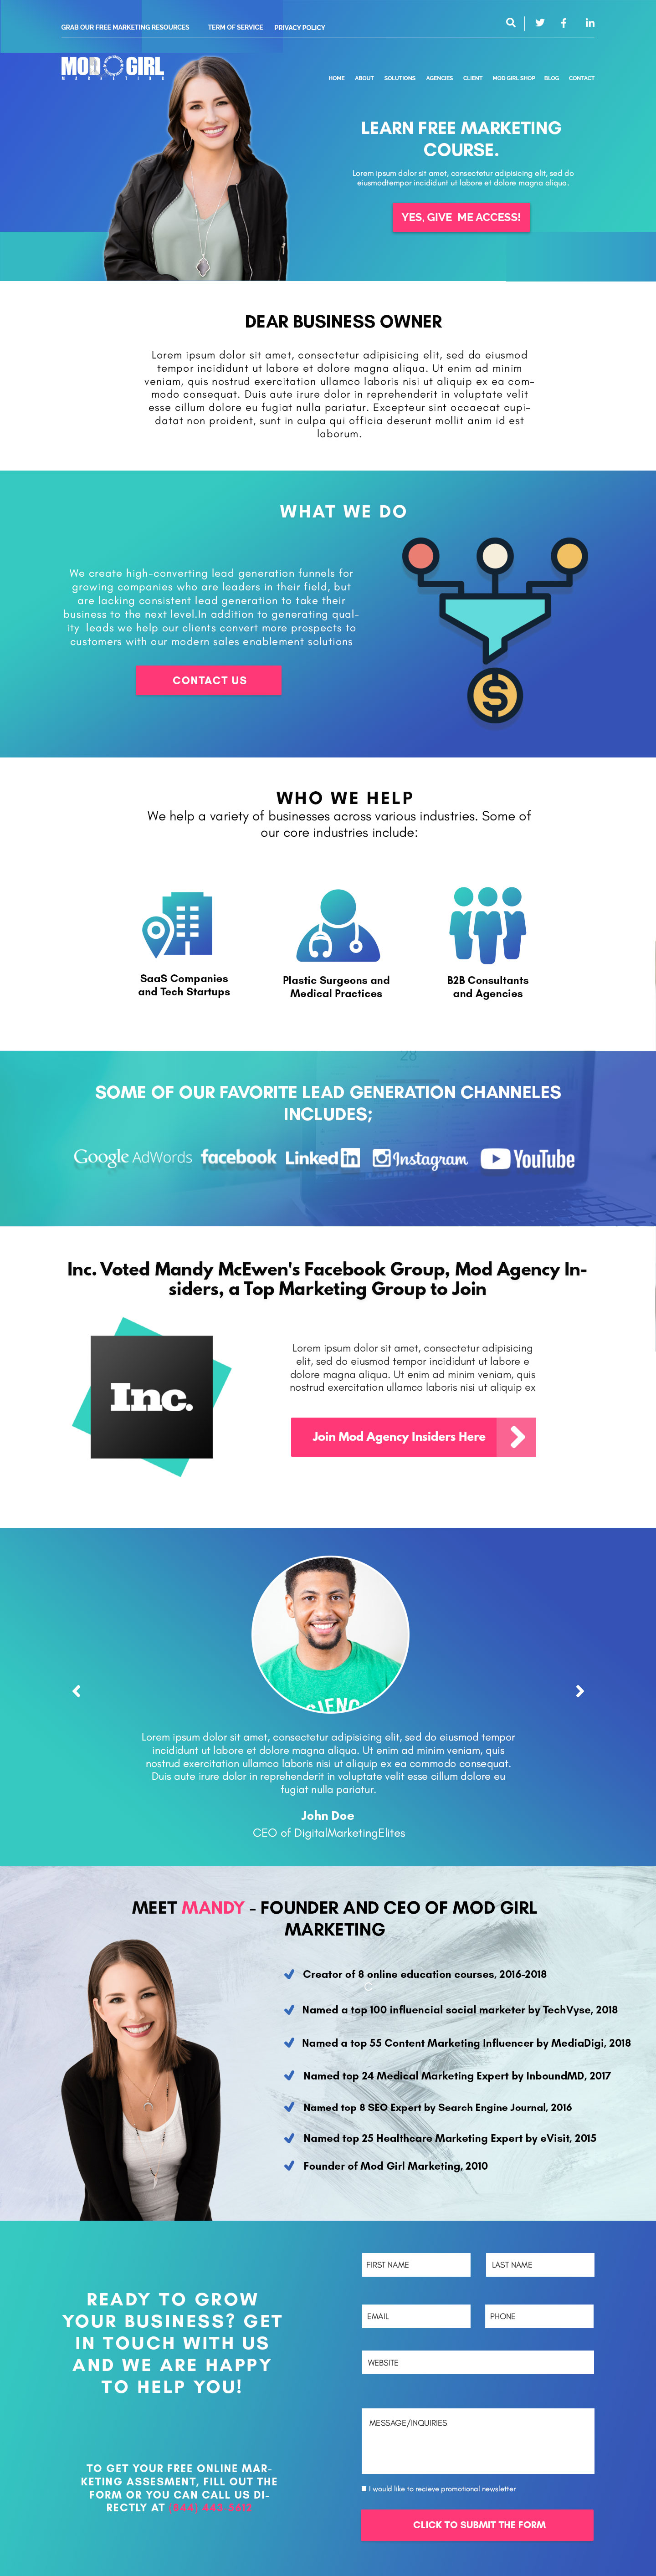 GRAB OUR FREE MARKETING RESOURCES TERM OF SERVICE PRIVACY POLICY
MOD GIRL
MARKETING
HOME ABOUT SOLUTIONS AGENCIES CLIENT MOD GIRL SHOP BLOG CONTACT
LEARN FREE MARKETING
COURSE.
Lorem ipsum dolor sit amet, consectetur adipisicing elit, sed do
eiusmodtempor incididunt ut labore et dolore magna aliqua.
YES, GIVE ME ACCESS!
DEAR BUSINESS OWNER
Lorem ipsum dolor sit amet, consectetur adipisicing elit, sed do eiusmod
tempor incididunt ut labore et dolore magna aliqua. Ut enim ad minim
veniam, quis nostrud exercitation ullamco laboris nisi ut aliquip ex ea com-
modo consequat. Duis aute irure dolor in reprehenderit in voluptate velit
esse cillum dolore eu fugiat nulla pariatur. Excepteur sint occaecat cupi-
datat non proident, sunt in culpa qui officia deserunt mollit anim id est
laborum.
WHAT WE DO
We create high-converting lead generation funnels for
growing companies who are leaders in their field, but
are lacking consistent lead generation to take their
business to the next level.In addition to generating qual-
ity leads we help our clients convert more prospects to
customers with our modern sales enablement solutions
CONTACT US
$
WHO WE HELP
We help a variety of businesses across various industries. Some of
our core industries include:
SaaS Companies
and Tech Startups
Plastic Surgeons and
Medical Practices
B2B Consultants
and Agencies
28
SOME OF OUR FAVORITE LEAD GENERATION CHANNELES
INCLUDES;
Google AdWords facebook Linked in Instagram YouTube
Inc. Voted Mandy McEwen's Facebook Group, Mod Agency In-
siders, a Top Marketing Group to Join
Inc.
Lorem ipsum dolor sit amet, consectetur adipisicing
elit, sed do eiusmod tempor incididunt ut labore e
dolore magna aliqua. Ut enim ad minim veniam, quis
nostrud exercitation ullamco laboris nisi ut aliquip ex
Join Mod Agency Insiders Here
Lorem ipsum dolor sit amet, consectetur adipisicing elit, sed do eiusmod tempor
incididunt ut labore et dolore magna aliqua. Ut enim ad minim veniam, quis
nostrud exercitation ullamco laboris nisi ut aliquip ex ea commodo consequat.
Duis aute irure dolor in reprehenderit in voluptate velit esse cillum dolore eu
fugiat nulla pariatur.
John Doe
CEO of DigitalMarketingElites
MEET MANDY - FOUNDER AND CEO OF MOD GIRL
MARKETING
Creator of 8 online education courses, 2016-2018
Named a top 100 influencial social marketer by TechVyse, 2018
Named a top 55 Content Marketing Influencer by MediaDigi, 2018
Named top 24 Medical Marketing Expert by InboundMD, 2017
Named top 8 SEO Expert by Search Engine Journal, 2016
Named top 25 Healthcare Marketing Expert by eVisit, 2015
Founder of Mod Girl Marketing, 2010
READY TO GROW
YOUR BUSINESS? GET
IN TOUCH WITH US
AND WE ARE HAPPY
TO HELP YOU!
TO GET YOUR FREE ONLINE MAR-
KETING ASSESMENT, FILL OUT THE
FORM OR YOU CAN CALL US DI-
RECTLY AT
FIRST NAME LAST NAME
EMAIL PHONE
WEBSITE
MESSAGE/INQUIRIES
I would like to recieve promotional newsletter
CLICK TO SUBMIT THE FORM